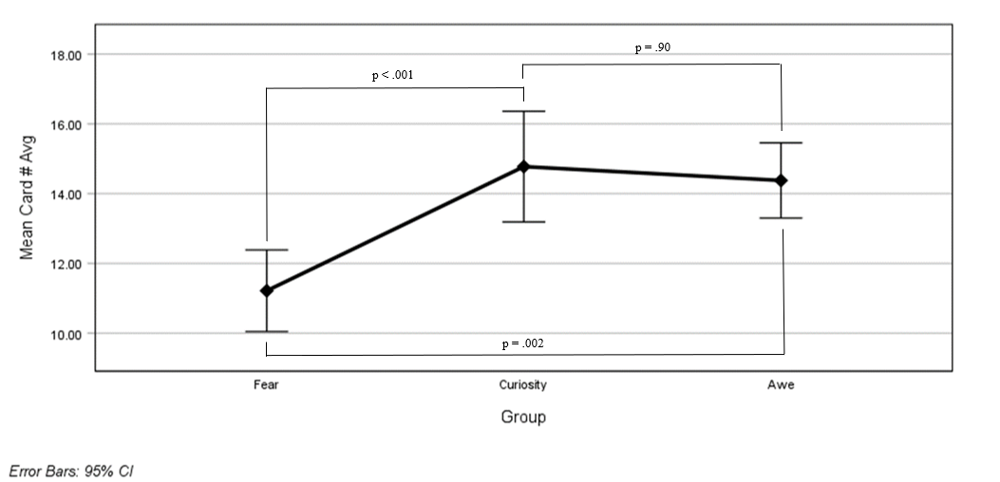 p = .90
p < .001
18.00
16.00
14.00
12.00
10.00
Mean Card # Avg
p = .002
Fear Curiosity Awe
Group
Error Bars: 95% CI